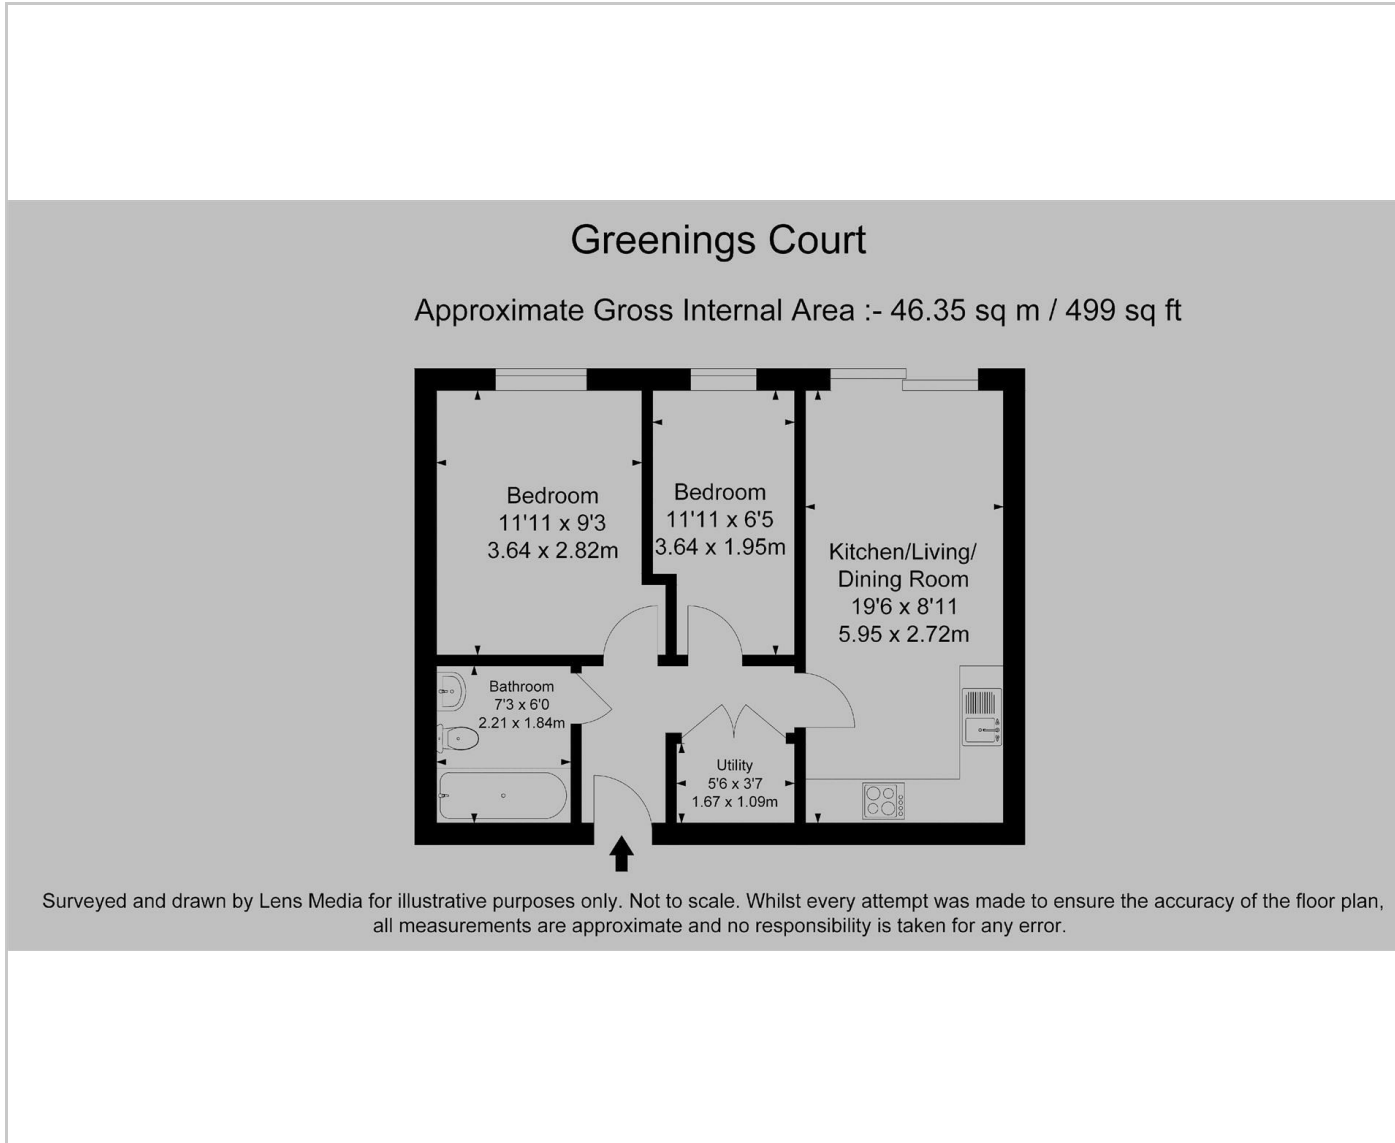 Greenings Court
Approximate Gross Internal Area :- 46.35 sq m / 499 sq ft
Bedroom
11'11 x 9'3
3.64 x 2.82m
Bedroom
11'11 x 6'5
3.64 x 1.95m
Kitchen/Living/
Dining Room
19'6 x 8'11
5.95 x 2.72m
Bathroom
7'3 x 6'0
2.21 x 1.84m
Utility
5'6 x 3'7
1.67 x 1.09m
Surveyed and drawn by Lens Media for illustrative purposes only. Not to scale. Whilst every attempt was made to ensure the accuracy of the floor plan,
all measurements are approximate and no responsibility is taken for any error.